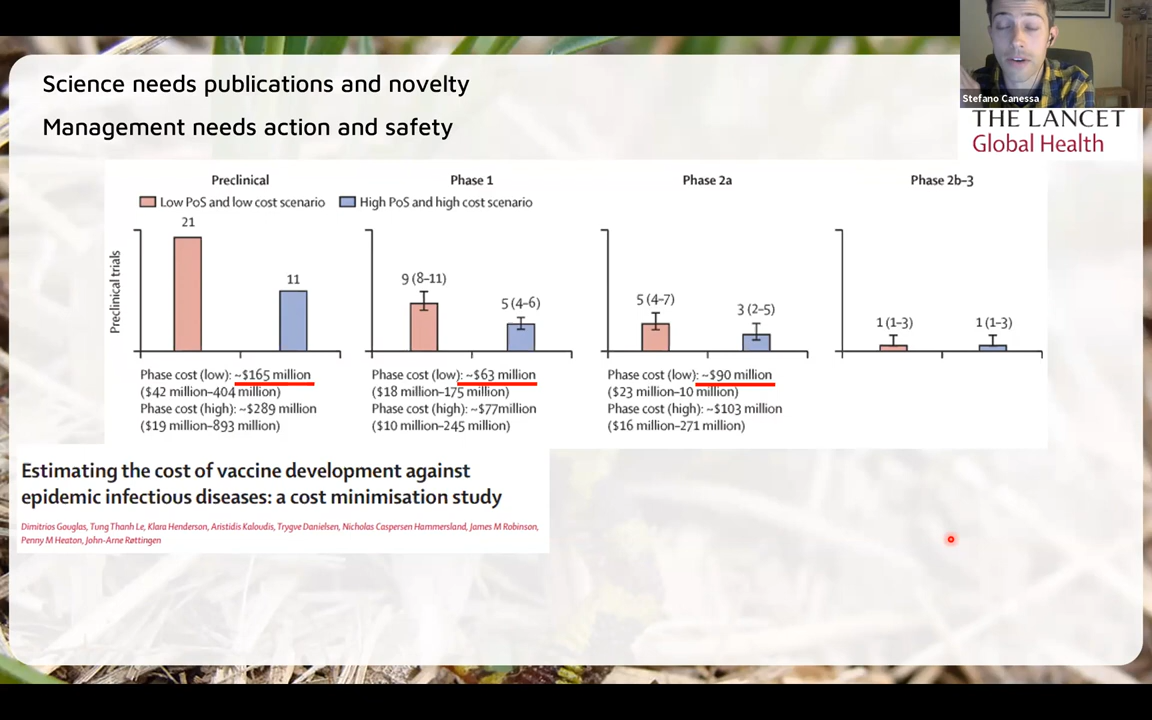 Science needs publications and novelty
Management needs action and safety
Stefano Canessa
THE LANCET
Global Health
Preclinical
Phase 1
Phase 2a
Phase 2b–3
Low PoS and low cost scenario
High PoS and high cost scenario
Preclinical trials
21
11
9 (8–11)
5 (4–6)
5 (4–7)
3 (2–5)
1 (1–3)
1 (1–3)
Phase cost (low): ~$165 million
($42 million–404 million)
Phase cost (high): ~$289 million
($19 million–893 million)
Phase cost (low): ~$63 million
($18 million–175 million)
Phase cost (high): ~$77million
($10 million–245 million)
Phase cost (low): ~$90 million
($23 million–10 million)
Phase cost (high): ~$103 million
($16 million–271 million)
Estimating the cost of vaccine development against
epidemic infectious diseases: a cost minimisation study
Dimitrios Gouglas, Tung Thanh Le, Klara Henderson, Aristidis Kaloudis, Trygve Danielsen, Nicholas Caspersen Hammersland, James M Robinson,
Penny M Heaton, John-Arne Røttingen